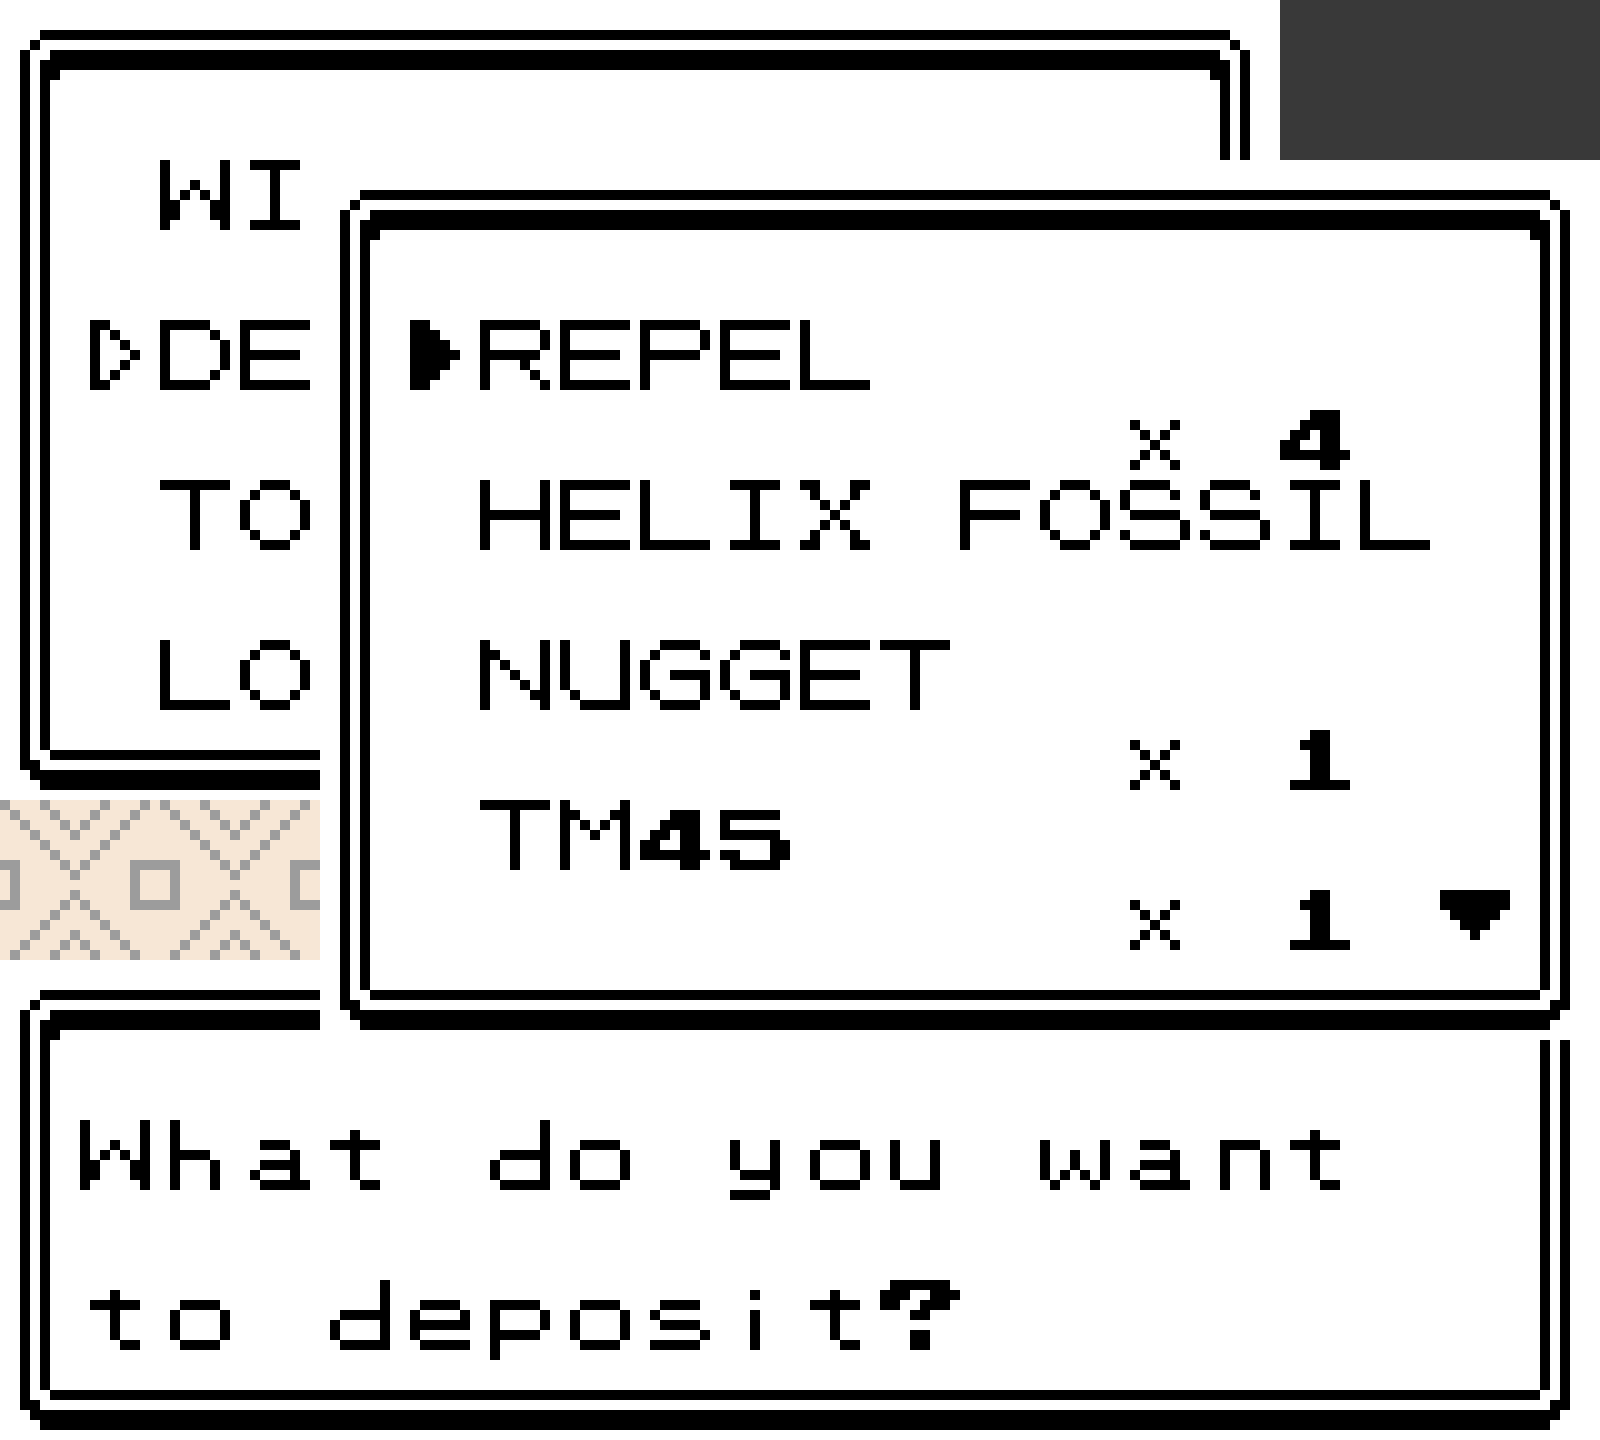 WI
▷DE
TO
LO
▶REPEL
× 4
HELIX FOSSIL
NUGGET
× 1
TM45
× 1 ▼
What do you want
to deposit?